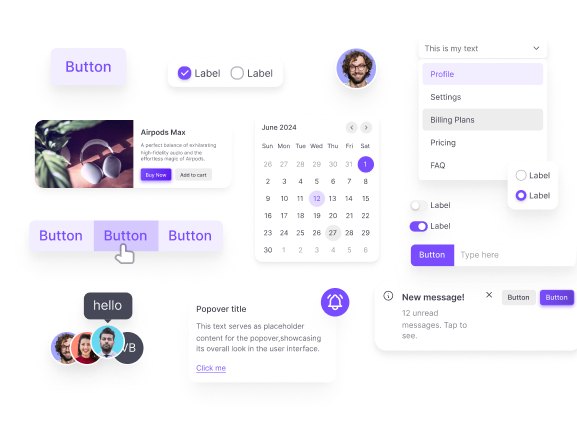 Button
Label Label
This is my text
Profile
Settings
Billing Plans
Pricing
FAQ
Airpods Max
A perfect balance of exhilarating
high-fidelity audio and the
effortless magic of Airpods.
Buy Now Add to cart
June 2024
Sun Mon Tue Wed Thu Fri Sat
26 27 28 29 30 31 1
2 3 4 5 6 7 8
9 10 11 12 13 14 15
16 17 18 19 20 21 22
23 24 25 26 27 28 29
30 1 2 3 4 5 6
Label
Label
Label
Label
Button Button Button
Button Type here
hello
VB
Popover title
This text serves as placeholder
content for the popover,showcasing
its overall look in the user interface.
Click me
New message!
12 unread
messages. Tap to
see.
Button Button